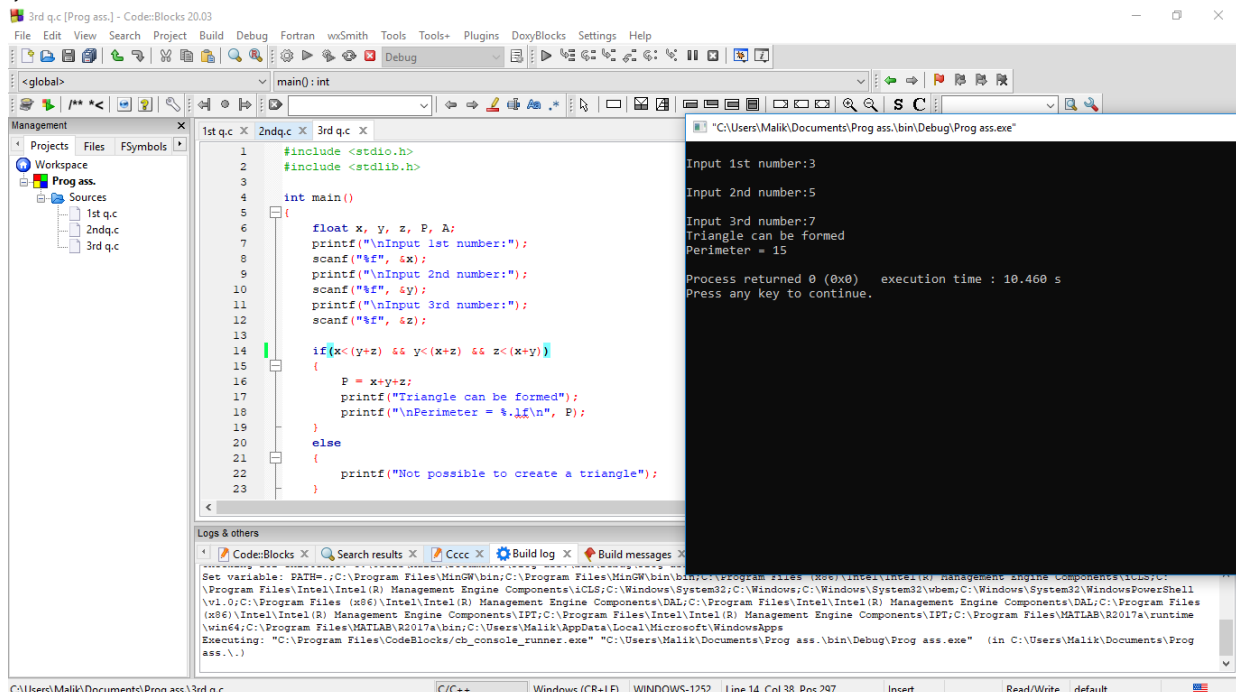 3rd q.c [Prog ass.] - Code::Blocks 20.03
File Edit View Search Project Build Debug Fortran wxSmith Tools Tools+ Plugins DoxyBlocks Settings Help
Debug
<global>
main() : int
/** *<
S C
Management
Projects Files FSymbols
Workspace
Prog ass.
Sources
1st q.c
2ndq.c
3rd q.c
1st q.c 2ndq.c 3rd q.c
1 #include <stdio.h>
2 #include <stdlib.h>
3
4 int main()
5 {
6 float x, y, z, P, A;
7 printf("\nInput 1st number:");
8 scanf("%f", &x);
9 printf("\nInput 2nd number:");
10 scanf("%f", &y);
11 printf("\nInput 3rd number:");
12 scanf("%f", &z);
13
14 if(x<(y+z) && y<(x+z) && z<(x+y))
15 {
16 P = x+y+z;
17 printf("Triangle can be formed");
18 printf("\nPerimeter = %.lf\n", P);
19 }
20 else
21 {
22 printf("Not possible to create a triangle");
23 }
"C:\Users\Malik\Documents\Prog ass.\bin\Debug\Prog ass.exe"
Input 1st number:3
Input 2nd number:5
Input 3rd number:7
Triangle can be formed
Perimeter = 15
Process returned 0 (0x0) execution time : 10.460 s
Press any key to continue.
Logs & others
Code::Blocks Search results Cccc Build log Build messages
Set variable: PATH=.;C:\Program Files\MinGW\bin;C:\Program Files\MinGW\bin\bin;C:\Program Files (x86)\Intel\Intel(R) Management Engine Components\iCLS;C:
\Program Files\Intel\Intel(R) Management Engine Components\iCLS;C:\Windows\System32;C:\Windows;C:\Windows\System32\wbem;C:\Windows\System32\WindowsPowerShell
\v1.0;C:\Program Files (x86)\Intel\Intel(R) Management Engine Components\DAL;C:\Program Files\Intel\Intel(R) Management Engine Components\DAL;C:\Program Files
(x86)\Intel\Intel(R) Management Engine Components\IPT;C:\Program Files\Intel\Intel(R) Management Engine Components\IPT;C:\Program Files\MATLAB\R2017a\runtime
\win64;C:\Program Files\MATLAB\R2017a\bin;C:\Users\Malik\AppData\Local\Microsoft\WindowsApps
Executing: "C:\Program Files\CodeBlocks/cb_console_runner.exe" "C:\Users\Malik\Documents\Prog ass.\bin\Debug\Prog ass.exe" (in C:\Users\Malik\Documents\Prog
ass.\.)
C:\Users\Malik\Documents\Prog ass.\3rd q.c C/C++ Windows (CR+LF) WINDOWS-1252 Line 14, Col 38, Pos 297 Insert Read/Write default